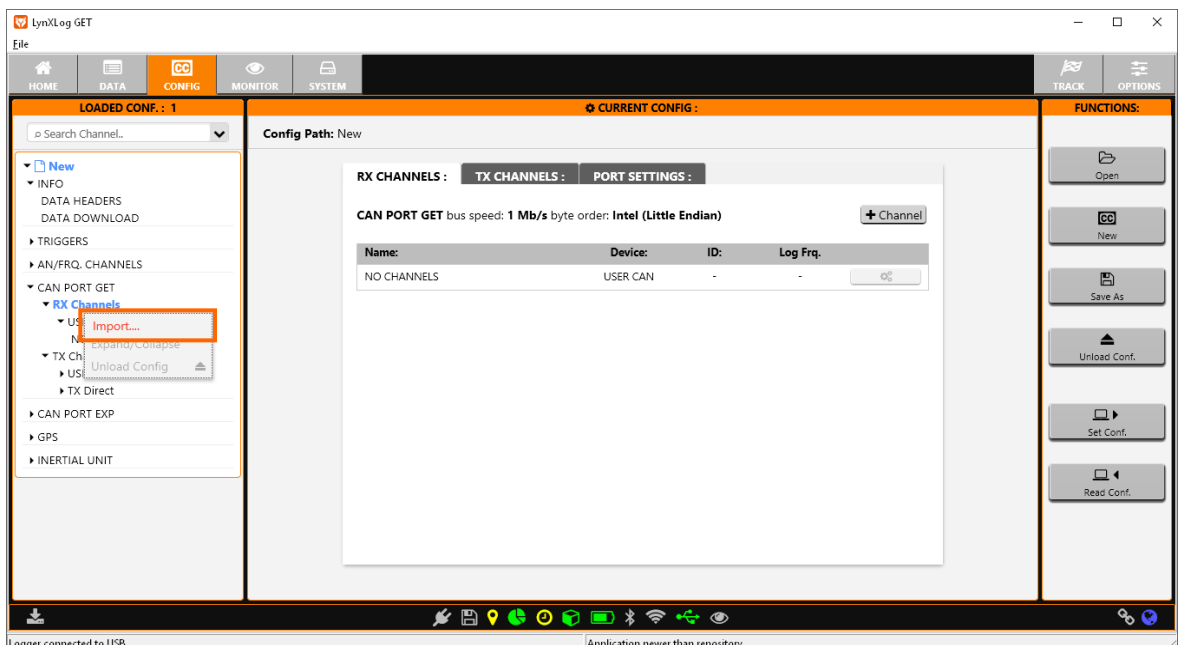 LynXLog GET
File
HOME DATA CONFIG MONITOR SYSTEM TRACK OPTIONS
LOADED CONF. : 1
CURRENT CONFIG :
FUNCTIONS:
Search Channel..
Config Path: New
New
INFO
DATA HEADERS
DATA DOWNLOAD
TRIGGERS
AN/FRQ. CHANNELS
CAN PORT GET
RX Channels
Import....
Expand/Collapse
TX Ch
Unload Config
TX Direct
CAN PORT EXP
GPS
INERTIAL UNIT
RX CHANNELS : TX CHANNELS : PORT SETTINGS :
CAN PORT GET bus speed: 1 Mb/s byte order: Intel (Little Endian)
+ Channel
Name: Device: ID: Log Frq.
NO CHANNELS USER CAN - -
Open
CC
New
Save As
Unload Conf.
Set Conf.
Read Conf.
Logger connected to USB
Application newer than repository